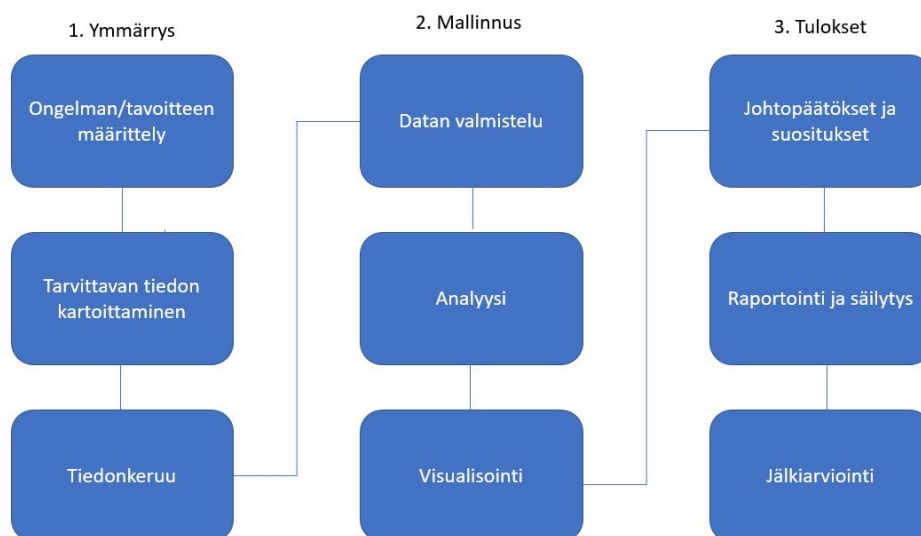 1. Ymmärrys
Ongelman/tavoitteen
määrittely
Tarvittavan tiedon
kartoittaminen
Tiedonkeruu
2. Mallinnus
Datan valmistelu
Analyysi
Visualisointi
3. Tulokset
Johtopäätökset ja
suositukset
Raportointi ja säilytys
Jälkiarviointi